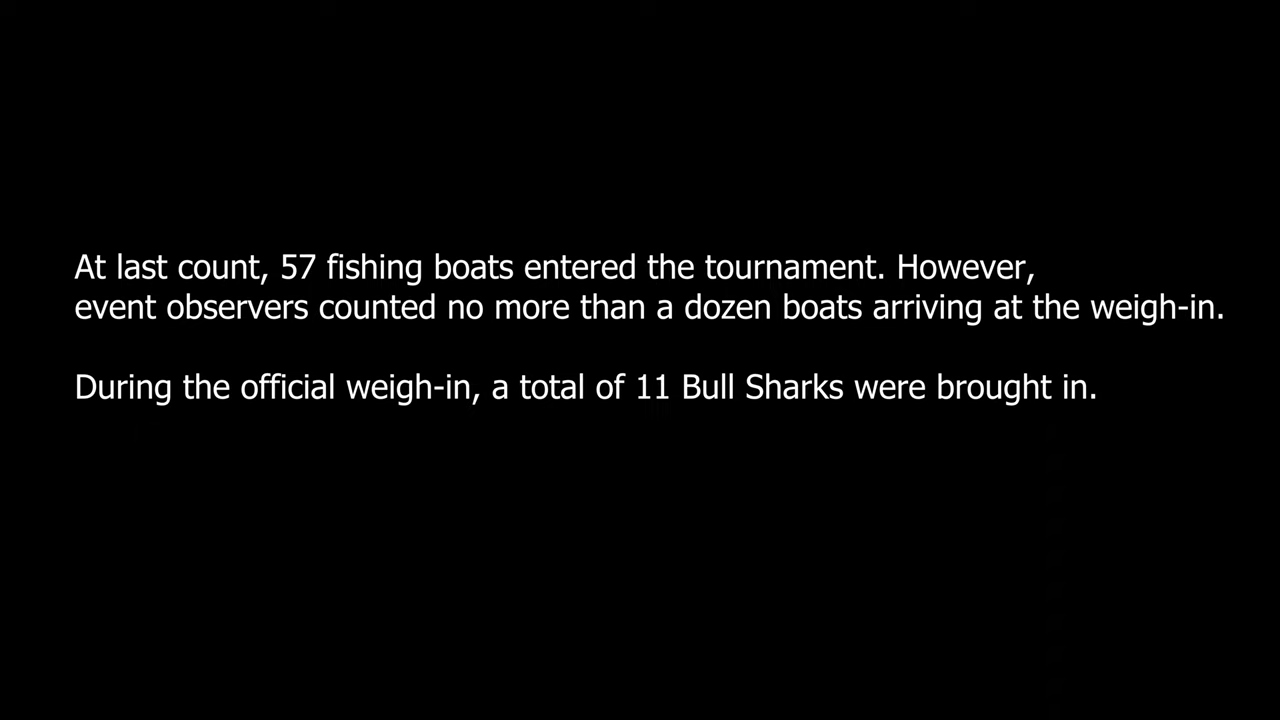 At last count, 57 fishing boats entered the tournament. However,
event observers counted no more than a dozen boats arriving at the weigh-in.
During the official weigh-in, a total of 11 Bull Sharks were brought in.